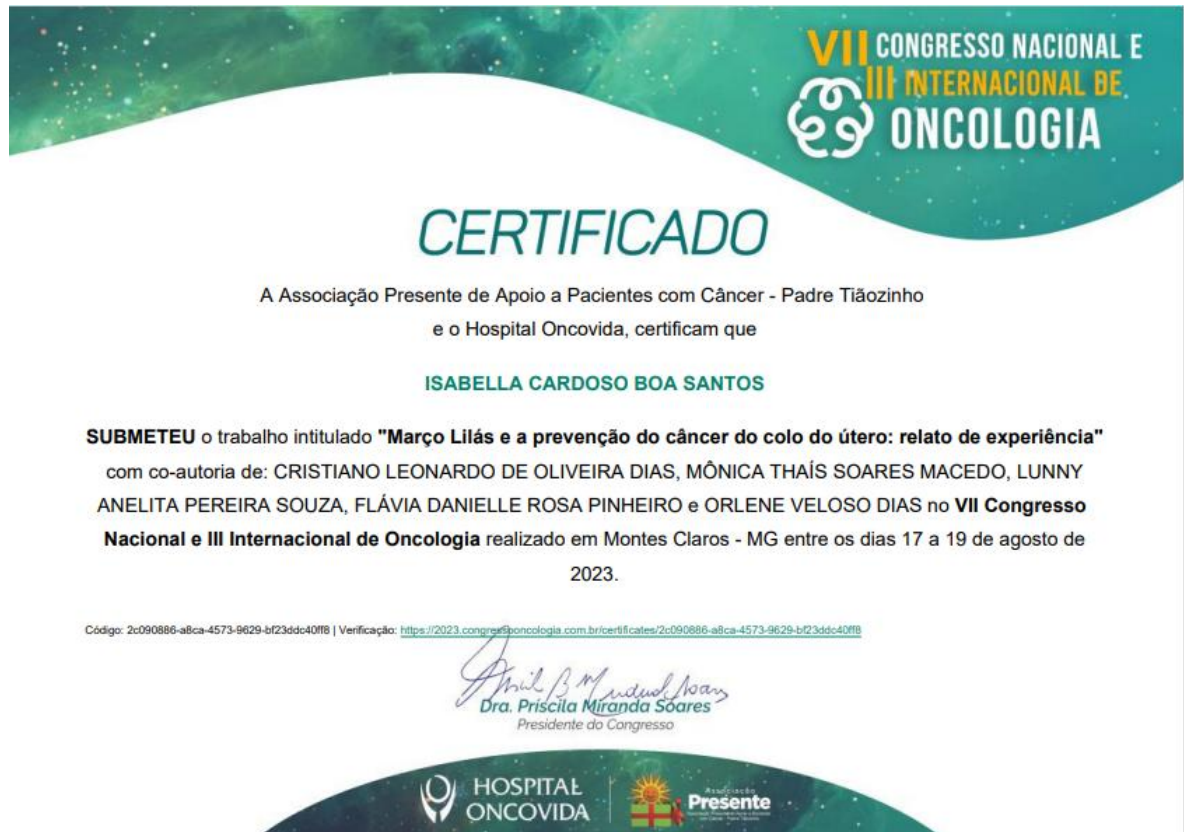 VII CONGRESSO NACIONAL E
III INTERNACIONAL DE
ONCOLOGIA
CERTIFICADO
A Associação Presente de Apoio a Pacientes com Câncer - Padre Tiãozinho
e o Hospital Oncovida, certificam que
ISABELLA CARDOSO BOA SANTOS
SUBMETEU o trabalho intitulado "Março Lilás e a prevenção do câncer do colo do útero: relato de experiência"
com co-autoria de: CRISTIANO LEONARDO DE OLIVEIRA DIAS, MÔNICA THAÍS SOARES MACEDO, LUNNY
ANELITA PEREIRA SOUZA, FLÁVIA DANIELLE ROSA PINHEIRO e ORLENE VELOSO DIAS no VII Congresso
Nacional e III Internacional de Oncologia realizado em Montes Claros - MG entre os dias 17 a 19 de agosto de
2023.
Código: 2c090886-a8ca-4573-9629-bf23ddc40ff8 | Verificação: https://2023.congressooncologia.com.br/certificates/2c090886-a8ca-4573-9629-bf23ddc40ff8
Dra. Priscila Miranda Soares
Presidente do Congresso
HOSPITAL
ONCOVIDA
Associação
Presente